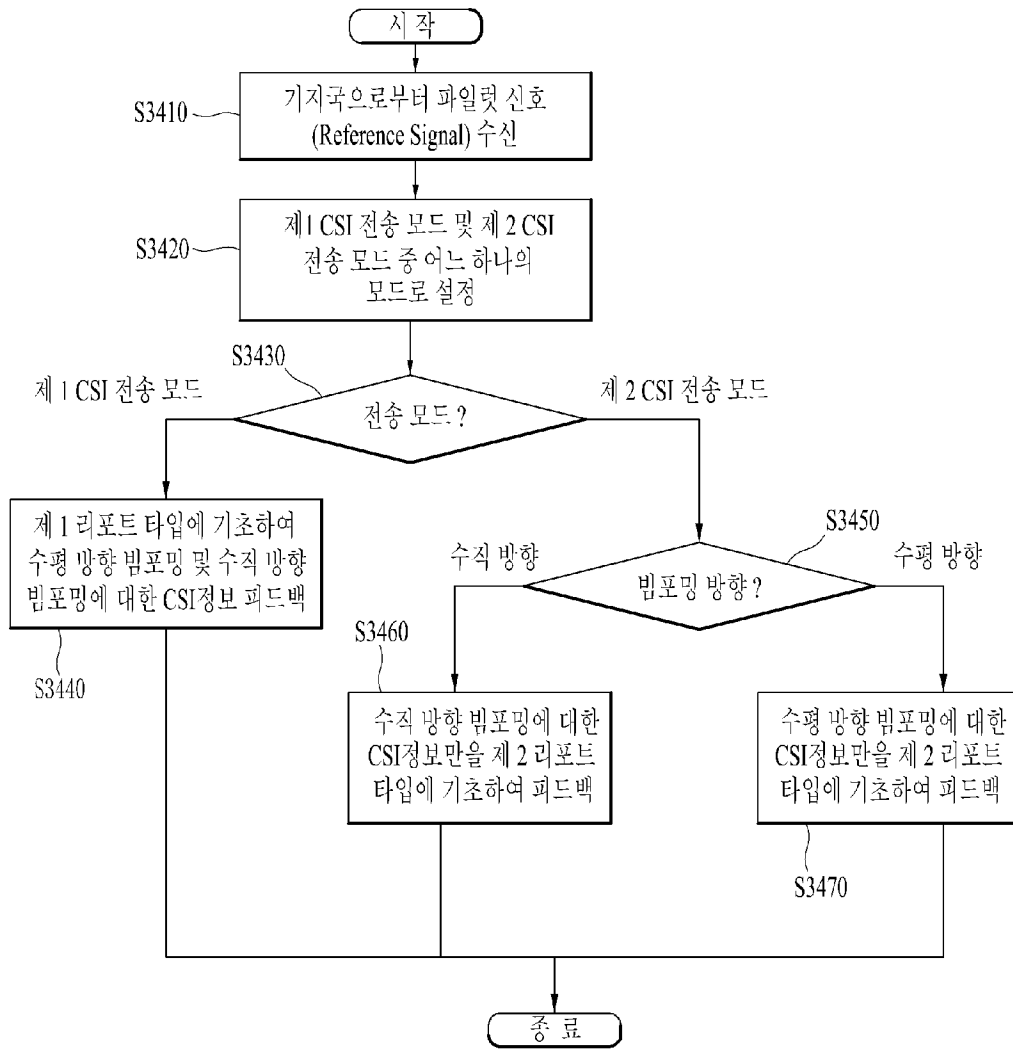 시 작
S3410
기지국으로부터 파일럿 신호
(Reference Signal) 수신
S3420
제1 CSI 전송 모드 및 제 2 CSI
전송 모드 중 어느 하나의
모드로 설정
S3430
제 1 CSI 전송 모드
전송 모드 ?
제 2 CSI 전송 모드
제 1 리포트 타입에 기초하여
수평 방향 빔포밍 및 수직 방향
빔포밍에 대한 CSI정보 피드백
S3440
S3450
수직 방향
빔포밍 방향 ?
수평 방향
S3460
수직 방향 빔포밍에 대한
CSI정보만을 제 2 리포트
타입에 기초하여 피드백
수평 방향 빔포밍에 대한
CSI정보만을 제 2 리포트
타입에 기초하여 피드백
S3470
종 료